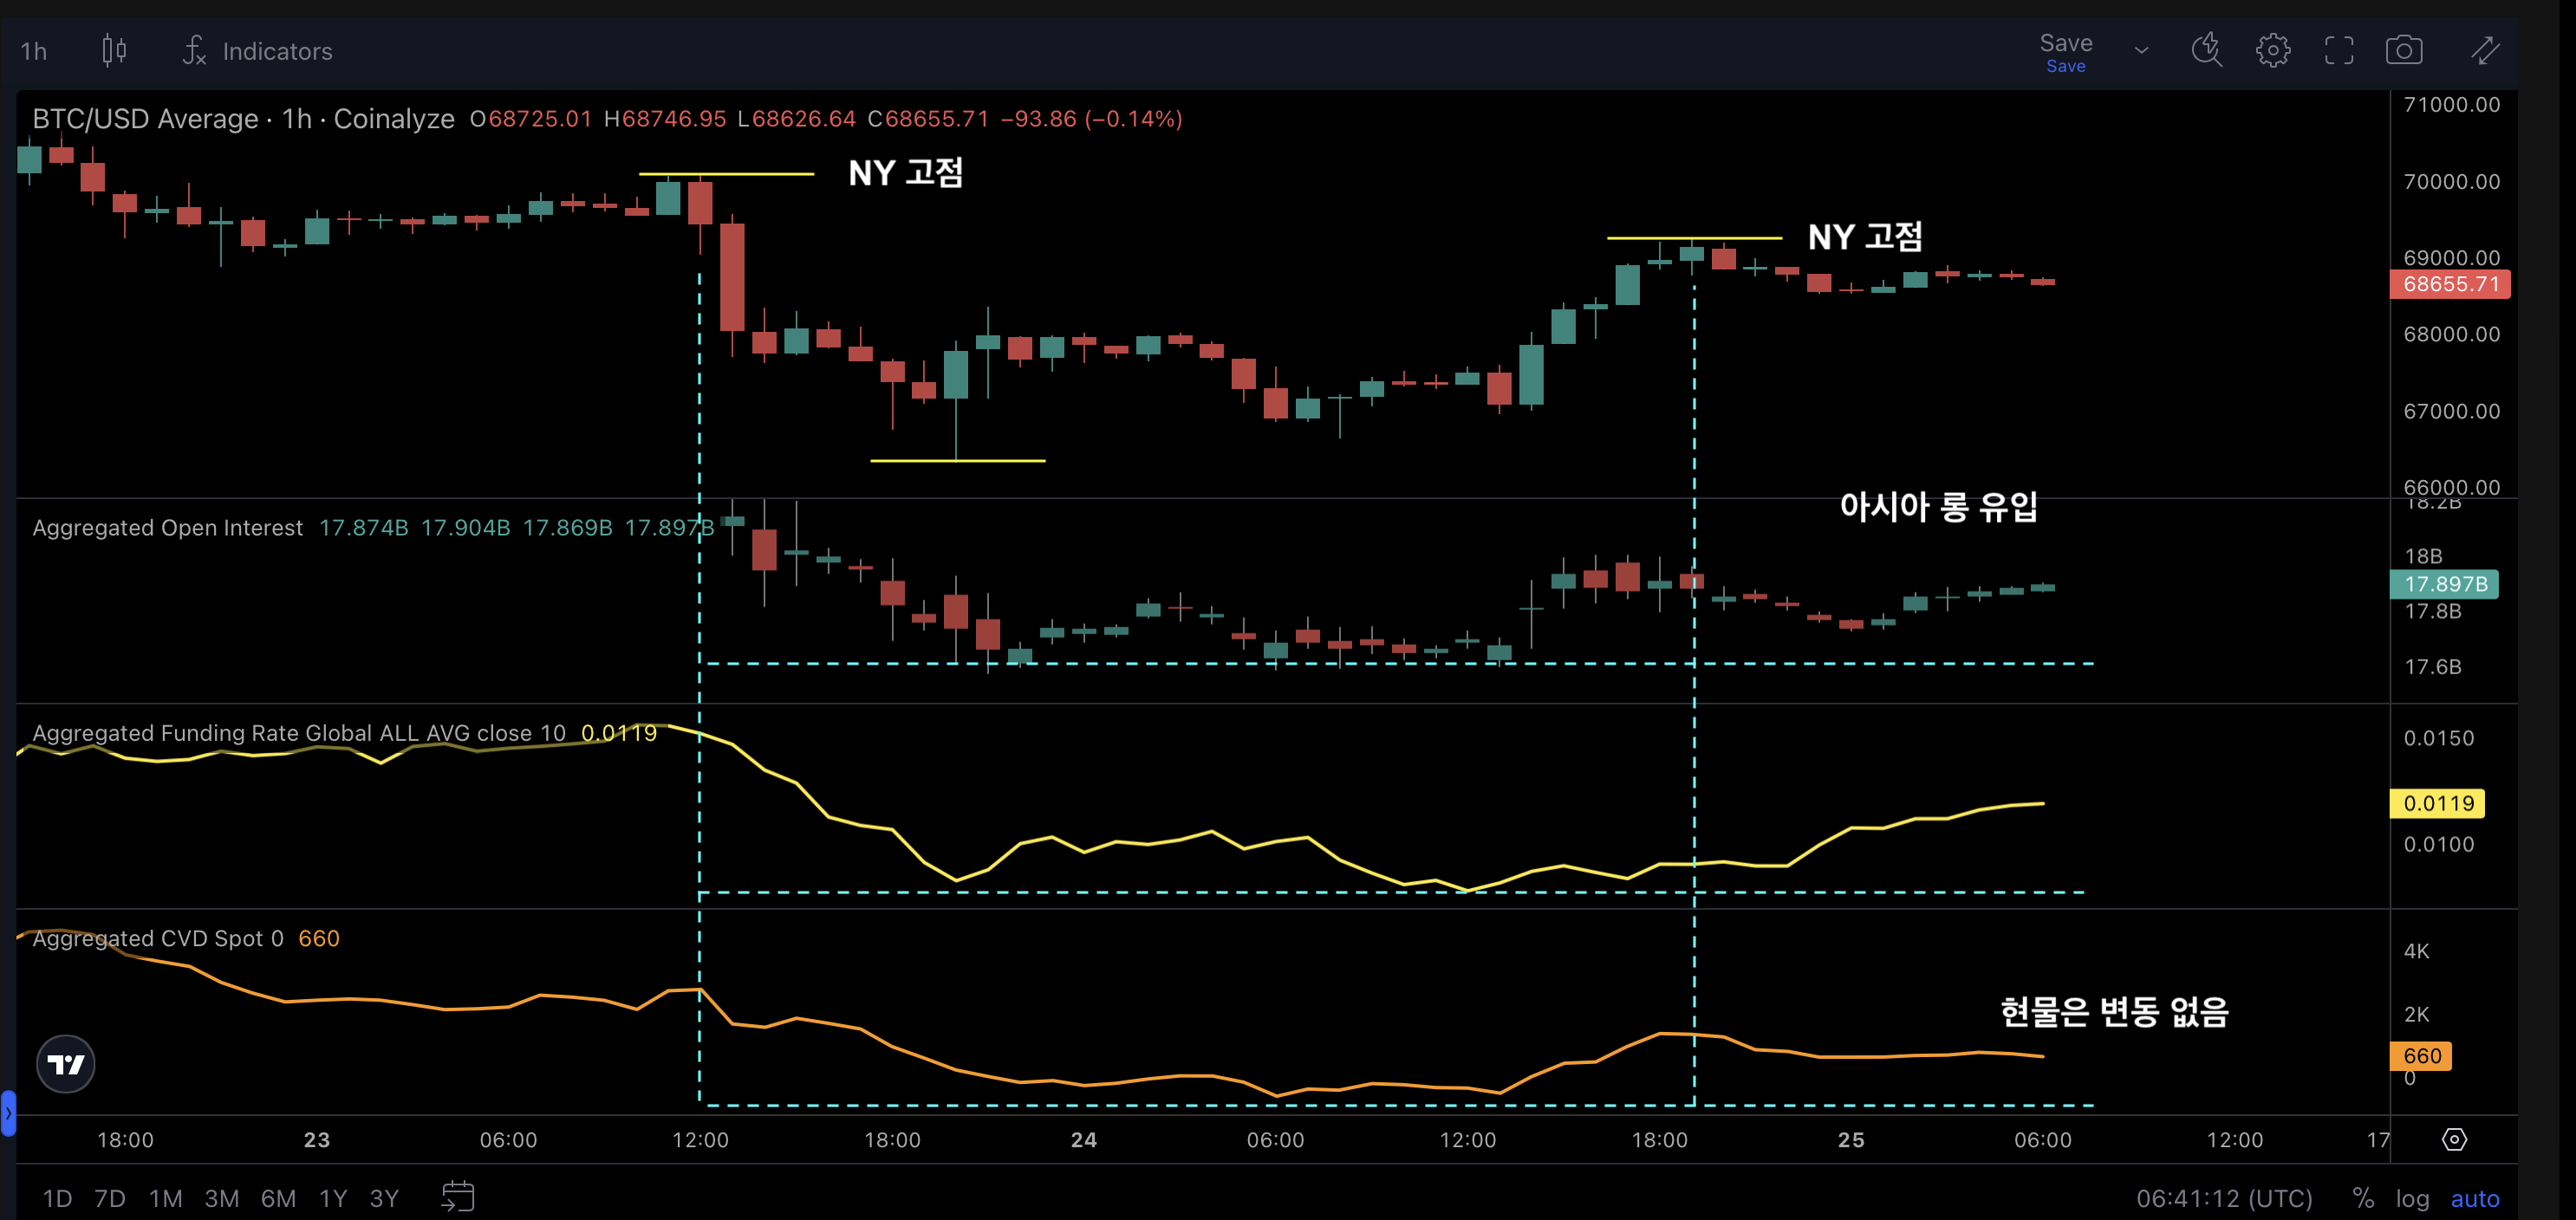 1h Indicators Save
Save
BTC/USD Average · 1h · Coinalyze O68725.01 H68746.95 L68626.64 C68655.71 −93.86 (−0.14%)
71000.00
NY 고점
70000.00
NY 고점
69000.00
68655.71
68000.00
67000.00
66000.00
아시아 롱 유입
18.2B
Aggregated Open Interest 17.874B 17.904B 17.869B 17.897B
18B
17.897B
17.8B
17.6B
Aggregated Funding Rate Global ALL AVG close 10 0.0119
0.0150
0.0119
0.0100
Aggregated CVD Spot 0 660
4K
현물은 변동 없음
2K
660
0
18:00 23 06:00 12:00 18:00 24 06:00 12:00 18:00 25 06:00 12:00 17
1D 7D 1M 3M 6M 1Y 3Y 06:41:12 (UTC) % log auto